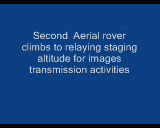 Second Aerial rover
climbs to relaying staging
altitude for images
transmission activities